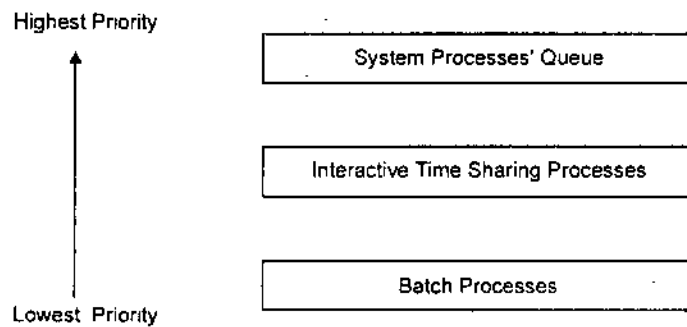 Highest Priority
System Processes' Queue
Interactive Time Sharing Processes
Batch Processes
Lowest Priority